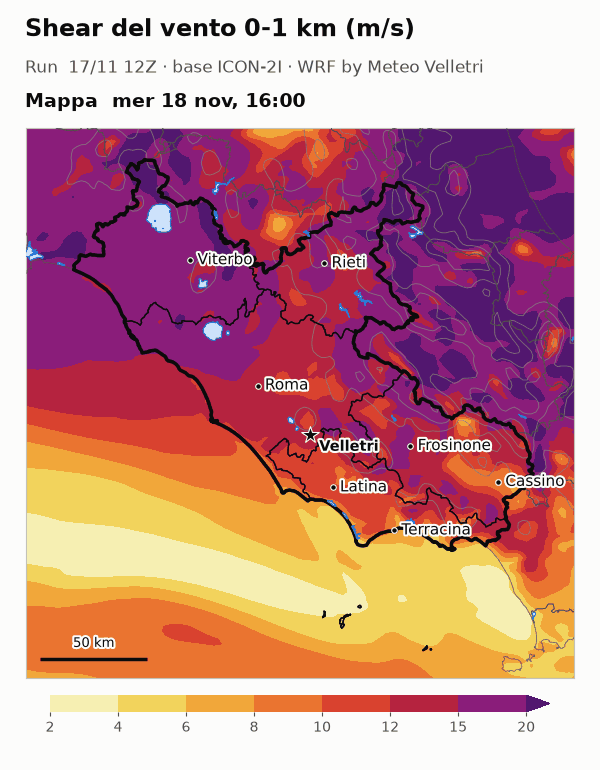 Shear del vento 0-1 km (m/s)
Run  17/11 12Z · base ICON-2I · WRF by Meteo Velletri
Mappa  mer 18 nov, 16:00
Viterbo
Rieti
Roma
Velletri
Frosinone
Latina
Cassino
Terracina
50 km
2 4 6 8 10 12 15 20